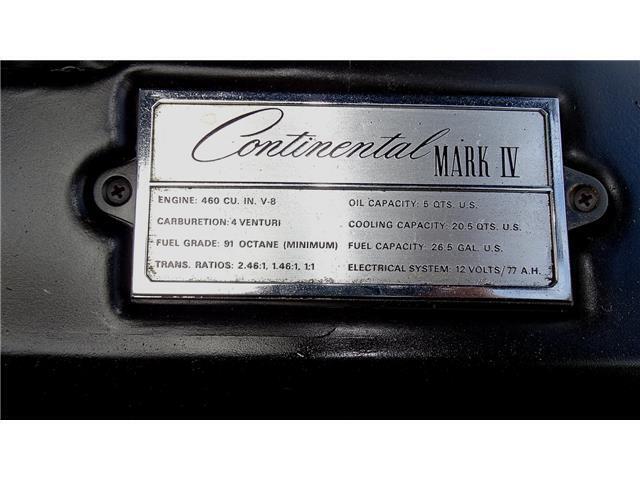 Continental MARK IV
ENGINE: 460 CU. IN. V-8
CARBURETION: 4 VENTURI
FUEL GRADE: 91 OCTANE (MINIMUM)
TRANS. RATIOS: 2.46:1, 1.46:1, 1:1
OIL CAPACITY: 5 QTS. U.S.
COOLING CAPACITY: 20.5 QTS. U.S.
FUEL CAPACITY: 26.5 GAL. U.S.
ELECTRICAL SYSTEM: 12 VOLTS/77 A.H.